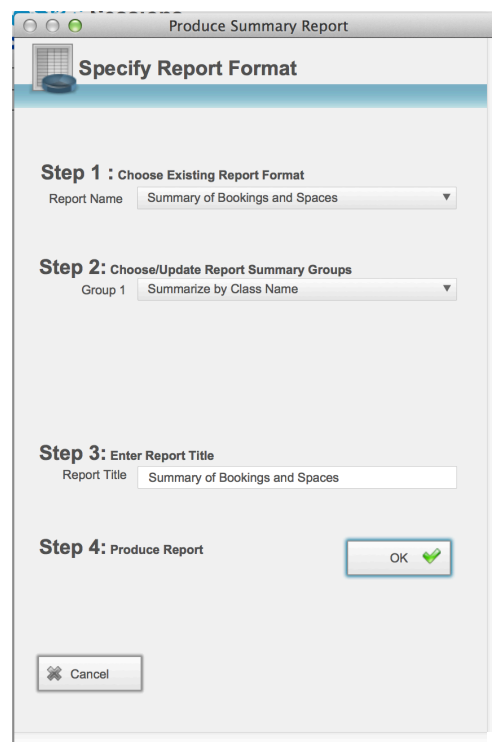 Produce Summary Report
Specify Report Format
Step 1 : Choose Existing Report Format
Report Name Summary of Bookings and Spaces
Step 2: Choose/Update Report Summary Groups
Group 1 Summarize by Class Name
Step 3: Enter Report Title
Report Title Summary of Bookings and Spaces
Step 4: Produce Report
OK
Cancel